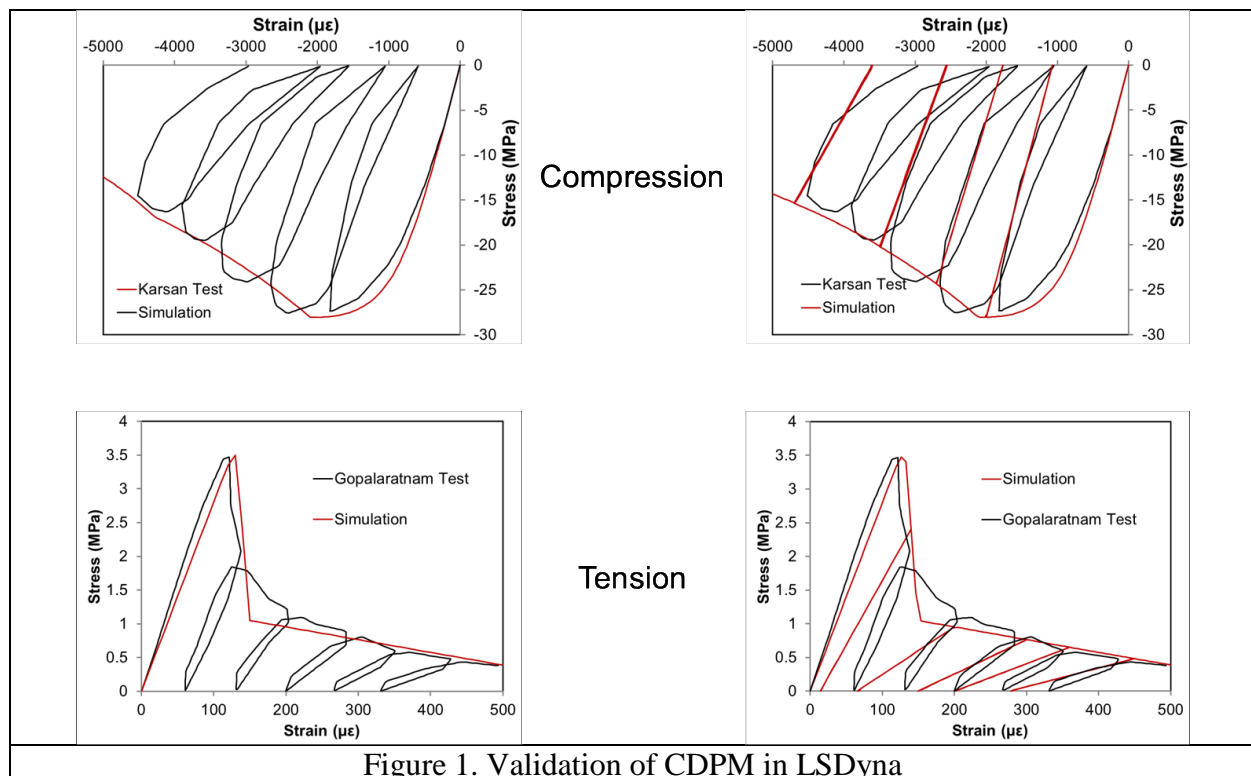 Strain (µε)
-5000 -4000 -3000 -2000 -1000 0
0
-5
-10
-15
-20
-25
-30
Stress (MPa)
Karsan Test
Simulation
Compression
Strain (µε)
-5000 -4000 -3000 -2000 -1000 0
0
-5
-10
-15
-20
-25
-30
Stress (MPa)
Karsan Test
Simulation
4
3.5
3
2.5
2
1.5
1
0.5
0
Stress (MPa)
Gopalaratnam Test
Simulation
0 100 200 300 400 500
Strain (µε)
Tension
4
3.5
3
2.5
2
1.5
1
0.5
0
Stress (MPa)
Simulation
Gopalaratnam Test
0 100 200 300 400 500
Strain (µε)
Figure 1. Validation of CDPM in LSDyna